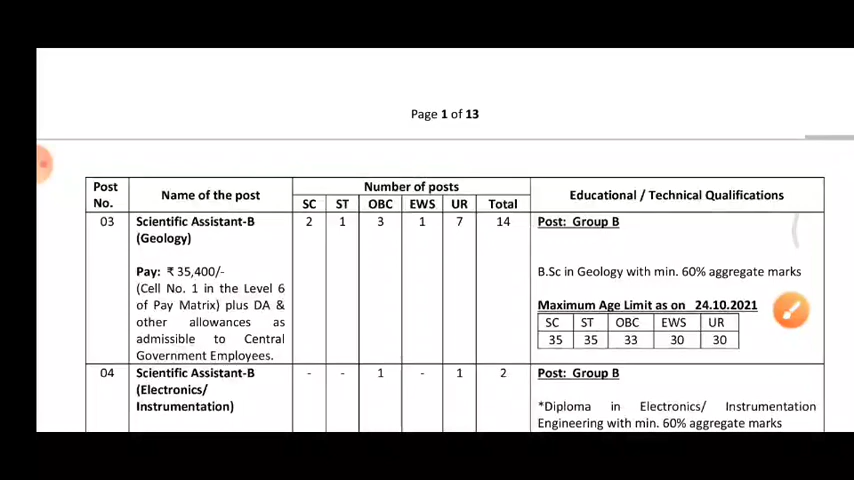 Page 1 of 13
Post No. Name of the post Number of posts Educational / Technical Qualifications
SC ST OBC EWS UR Total
03 Scientific Assistant-B 2 1 3 1 7 14 Post: Group B
(Geology)
Pay: ₹ 35,400/- B.Sc in Geology with min. 60% aggregate marks
(Cell No. 1 in the Level 6
of Pay Matrix) plus DA & Maximum Age Limit as on 24.10.2021
other allowances as SC ST OBC EWS UR
admissible to Central 35 35 33 30 30
Government Employees.
04 Scientific Assistant-B - - 1 - 1 2 Post: Group B
(Electronics/
Instrumentation) *Diploma in Electronics/ Instrumentation
Engineering with min. 60% aggregate marks